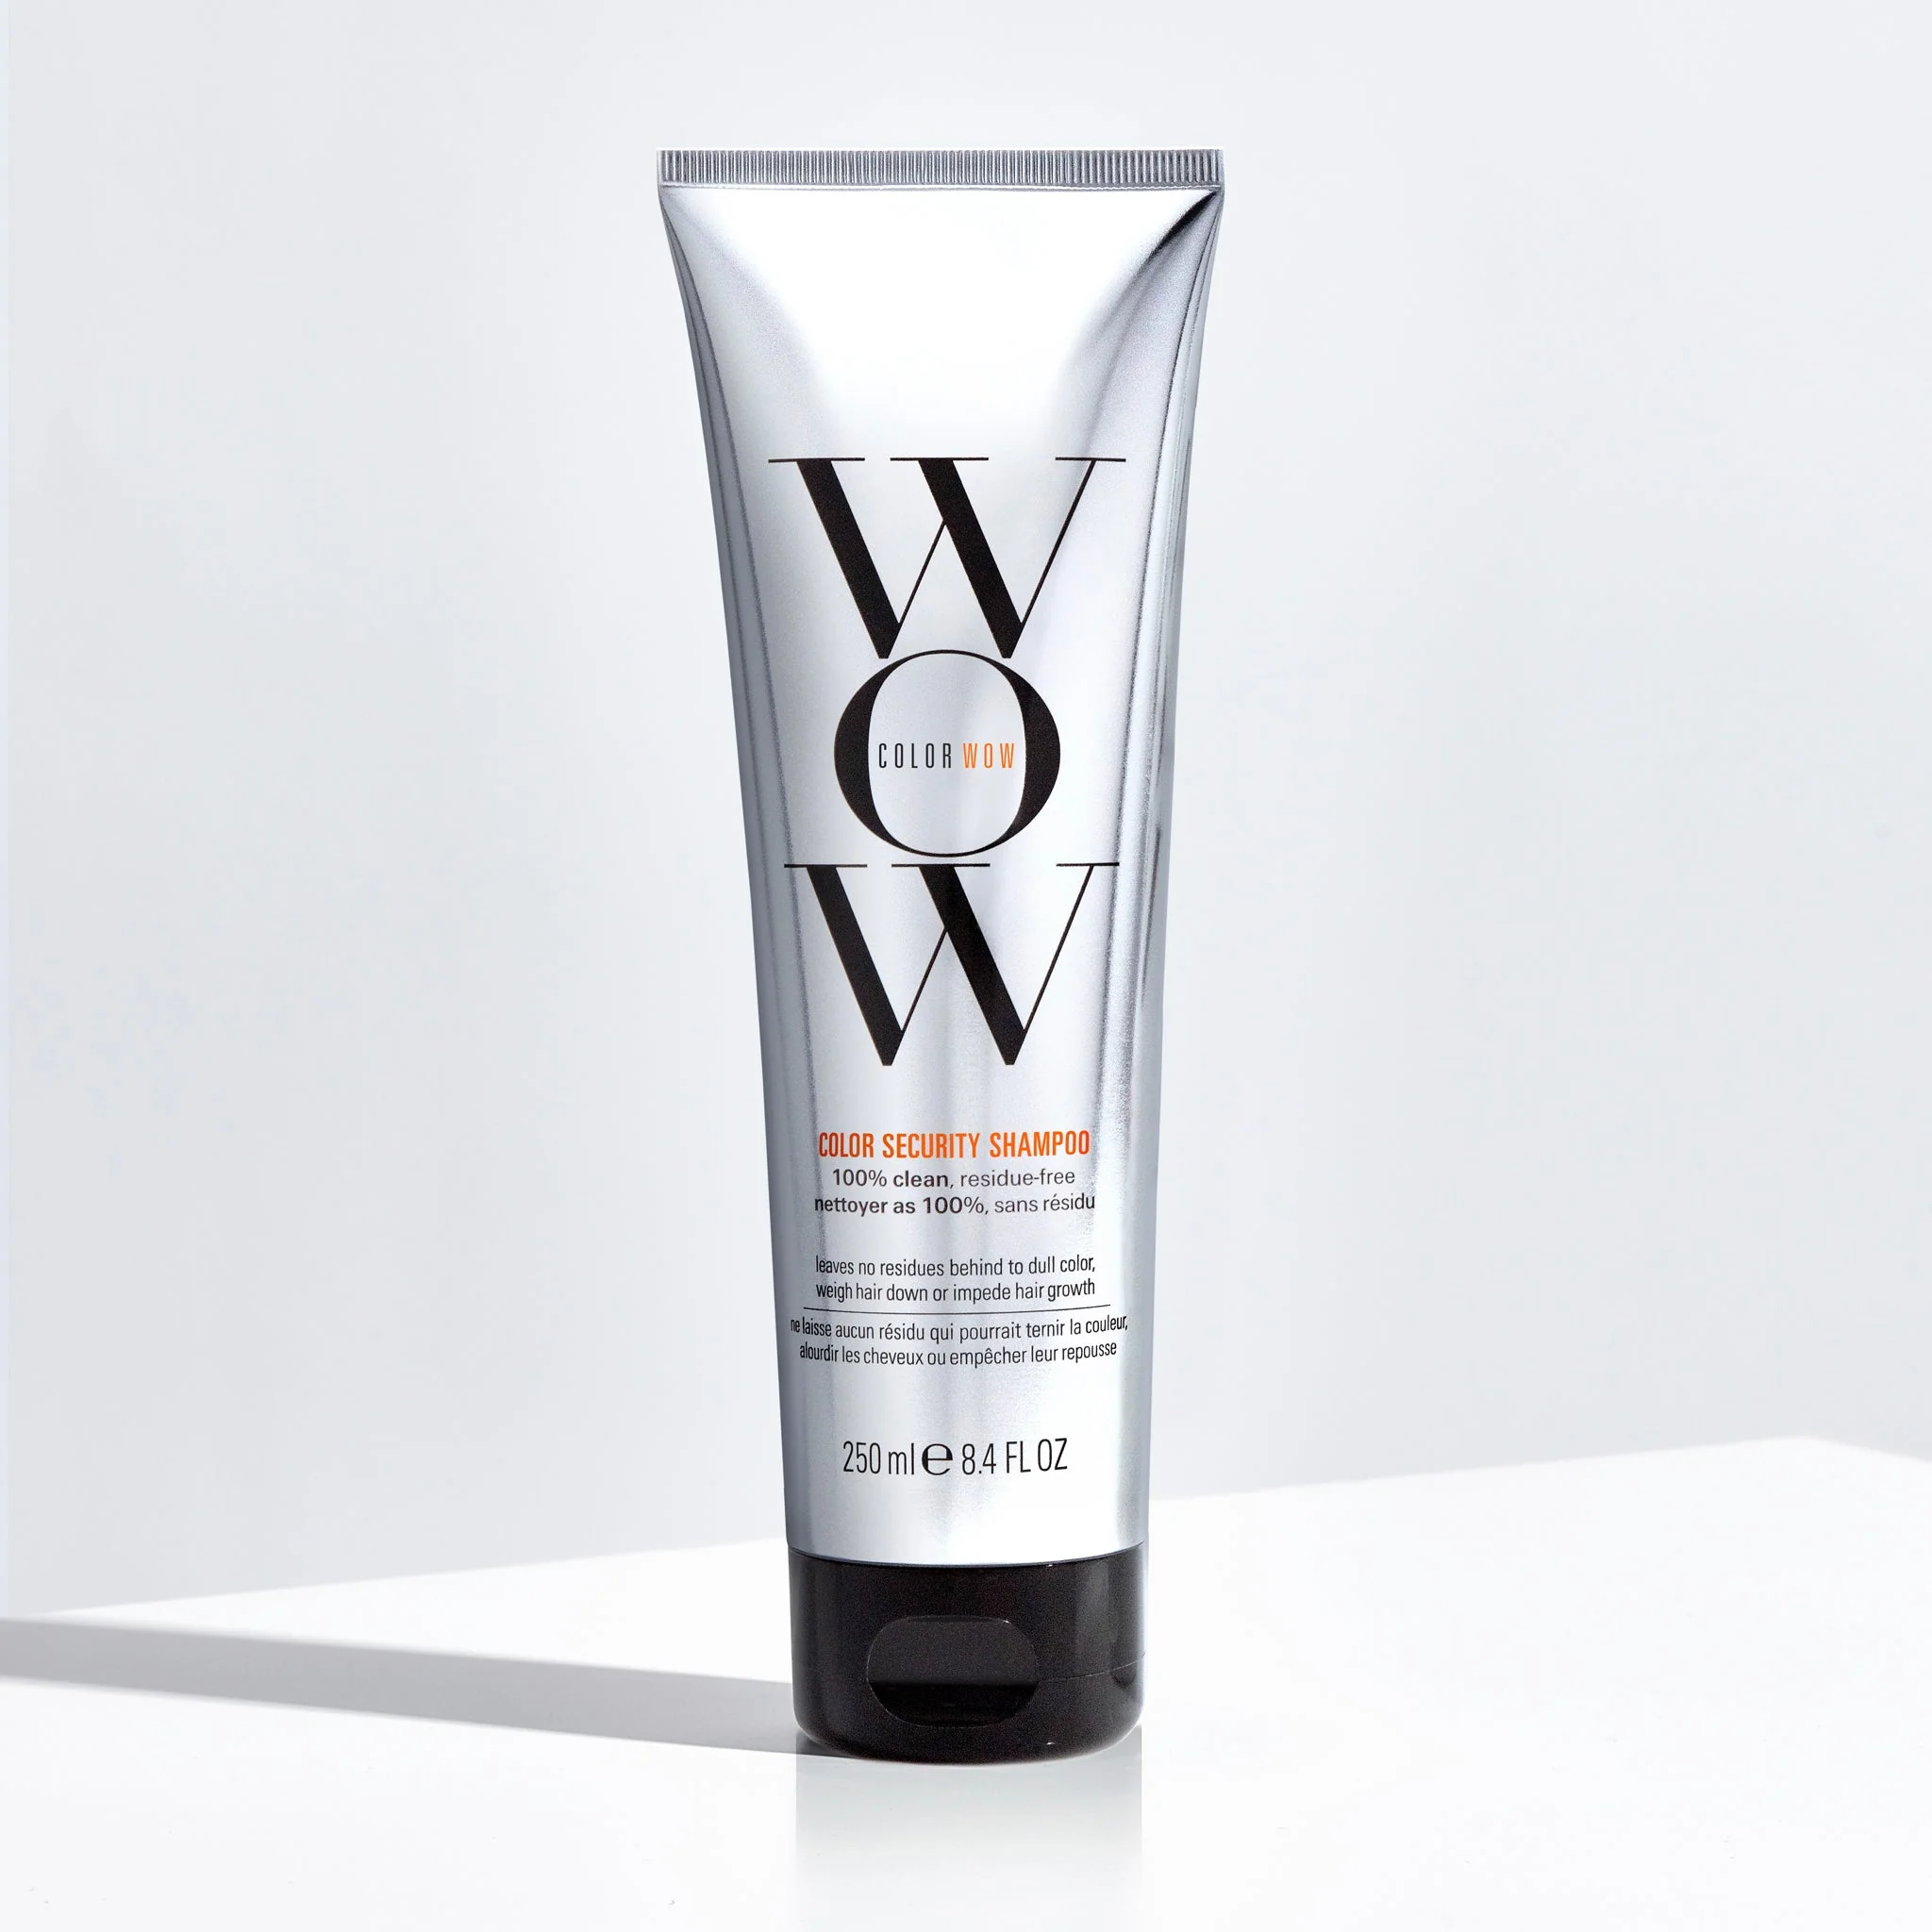 W
O
COLOR WOW
W
COLOR SECURITY SHAMPOO
100% clean, residue-free
nettoyer as 100%, sans résidu
leaves no residues behind to dull color,
weigh hair down or impede hair growth
ne laisse aucun résidu qui pourrait ternir la couleur,
alourdir les cheveux ou empêcher leur repousse
250 ml e 8.4 FL OZ